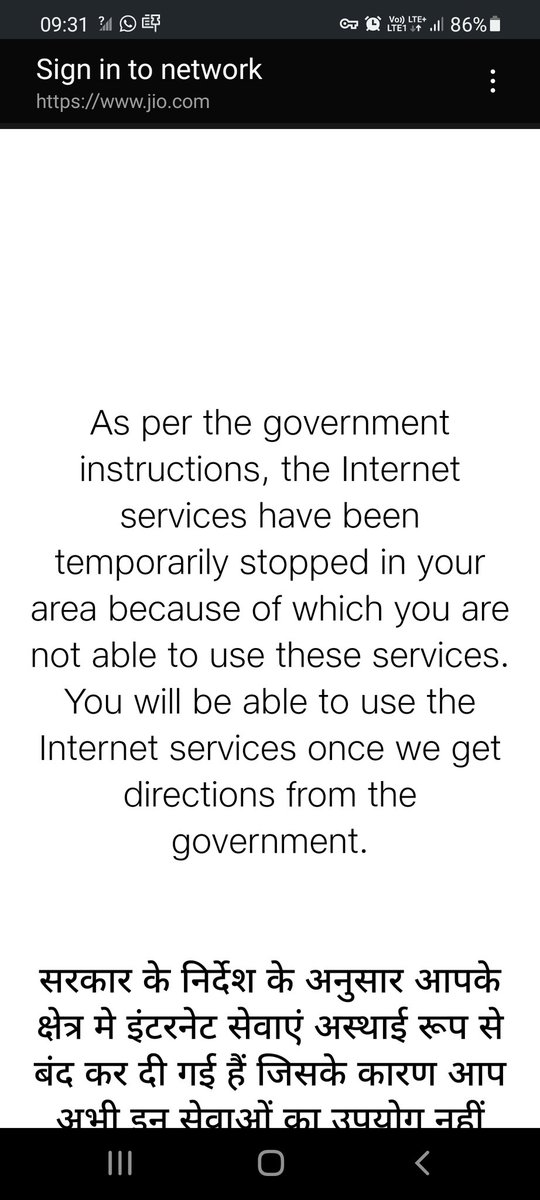 09:31 Vo)) LTE+ LTE1 86%
Sign in to network
https://www.jio.com
As per the government
instructions, the Internet
services have been
temporarily stopped in your
area because of which you are
not able to use these services.
You will be able to use the
Internet services once we get
directions from the
government.
सरकार के निर्देश के अनुसार आपके
क्षेत्र मे इंटरनेट सेवाएं अस्थाई रूप से
बंद कर दी गई हैं जिसके कारण आप
अभी इन सेवाओं का उपयोग नहीं